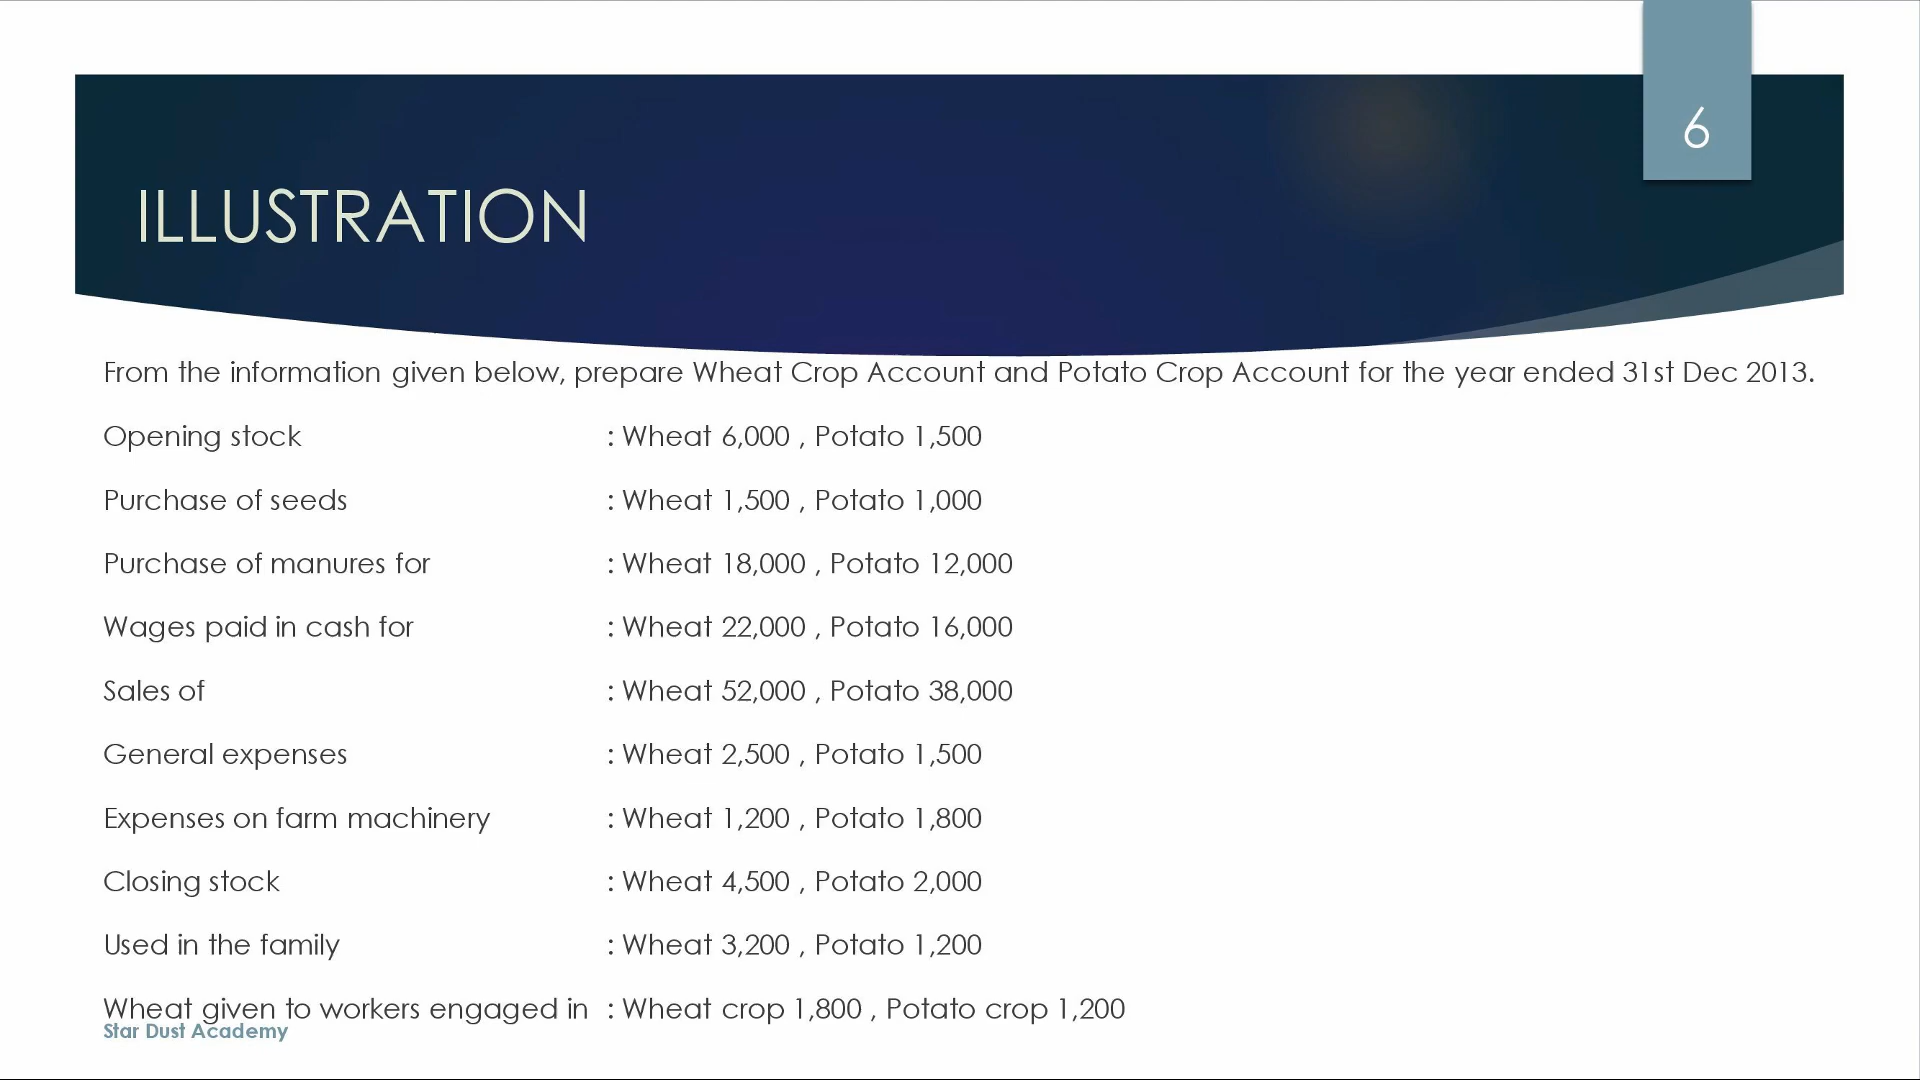 6
ILLUSTRATION
From the information given below, prepare Wheat Crop Account and Potato Crop Account for the year ended 31st Dec 2013.
Opening stock : Wheat 6,000 , Potato 1,500
Purchase of seeds : Wheat 1,500 , Potato 1,000
Purchase of manures for : Wheat 18,000 , Potato 12,000
Wages paid in cash for : Wheat 22,000 , Potato 16,000
Sales of : Wheat 52,000 , Potato 38,000
General expenses : Wheat 2,500 , Potato 1,500
Expenses on farm machinery : Wheat 1,200 , Potato 1,800
Closing stock : Wheat 4,500 , Potato 2,000
Used in the family : Wheat 3,200 , Potato 1,200
Wheat given to workers engaged in : Wheat crop 1,800 , Potato crop 1,200
Star Dust Academy